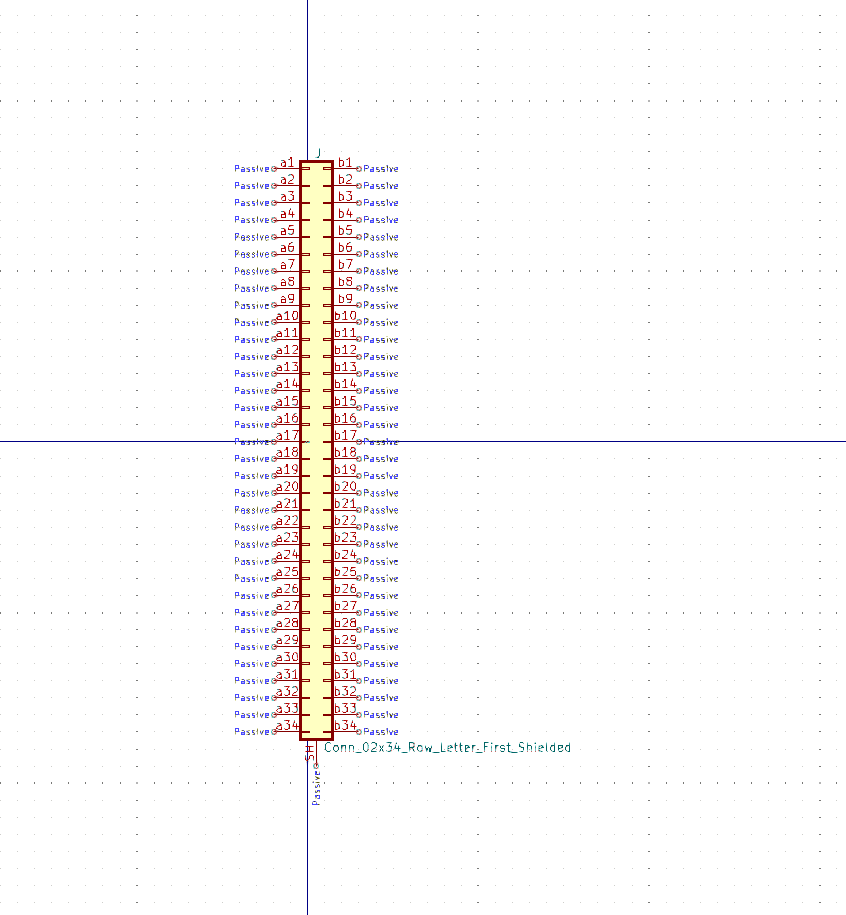 J
Passive a1 b1 Passive
Passive a2 b2 Passive
Passive a3 b3 Passive
Passive a4 b4 Passive
Passive a5 b5 Passive
Passive a6 b6 Passive
Passive a7 b7 Passive
Passive a8 b8 Passive
Passive a9 b9 Passive
Passive a10 b10 Passive
Passive a11 b11 Passive
Passive a12 b12 Passive
Passive a13 b13 Passive
Passive a14 b14 Passive
Passive a15 b15 Passive
Passive a16 b16 Passive
Passive a17 b17 Passive
Passive a18 b18 Passive
Passive a19 b19 Passive
Passive a20 b20 Passive
Passive a21 b21 Passive
Passive a22 b22 Passive
Passive a23 b23 Passive
Passive a24 b24 Passive
Passive a25 b25 Passive
Passive a26 b26 Passive
Passive a27 b27 Passive
Passive a28 b28 Passive
Passive a29 b29 Passive
Passive a30 b30 Passive
Passive a31 b31 Passive
Passive a32 b32 Passive
Passive a33 b33 Passive
Passive a34 b34 Passive
SH Conn_02x34_Row_Letter_First_Shielded
Passive